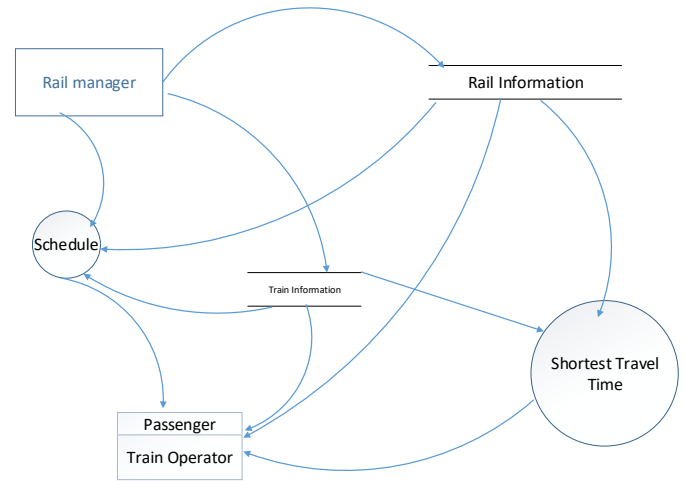 Rail manager
Rail Information
Schedule
Train Information
Shortest Travel
Time
Passenger
Train Operator